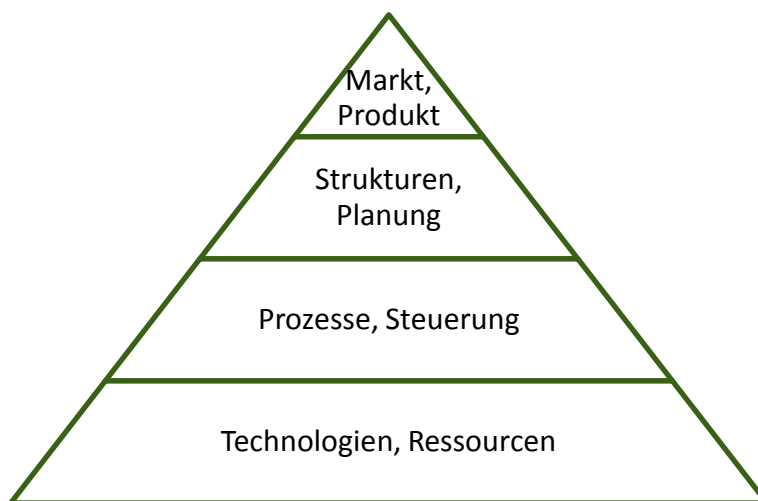 Markt,
Produkt
Strukturen,
Planung
Prozesse, Steuerung
Technologien, Ressourcen